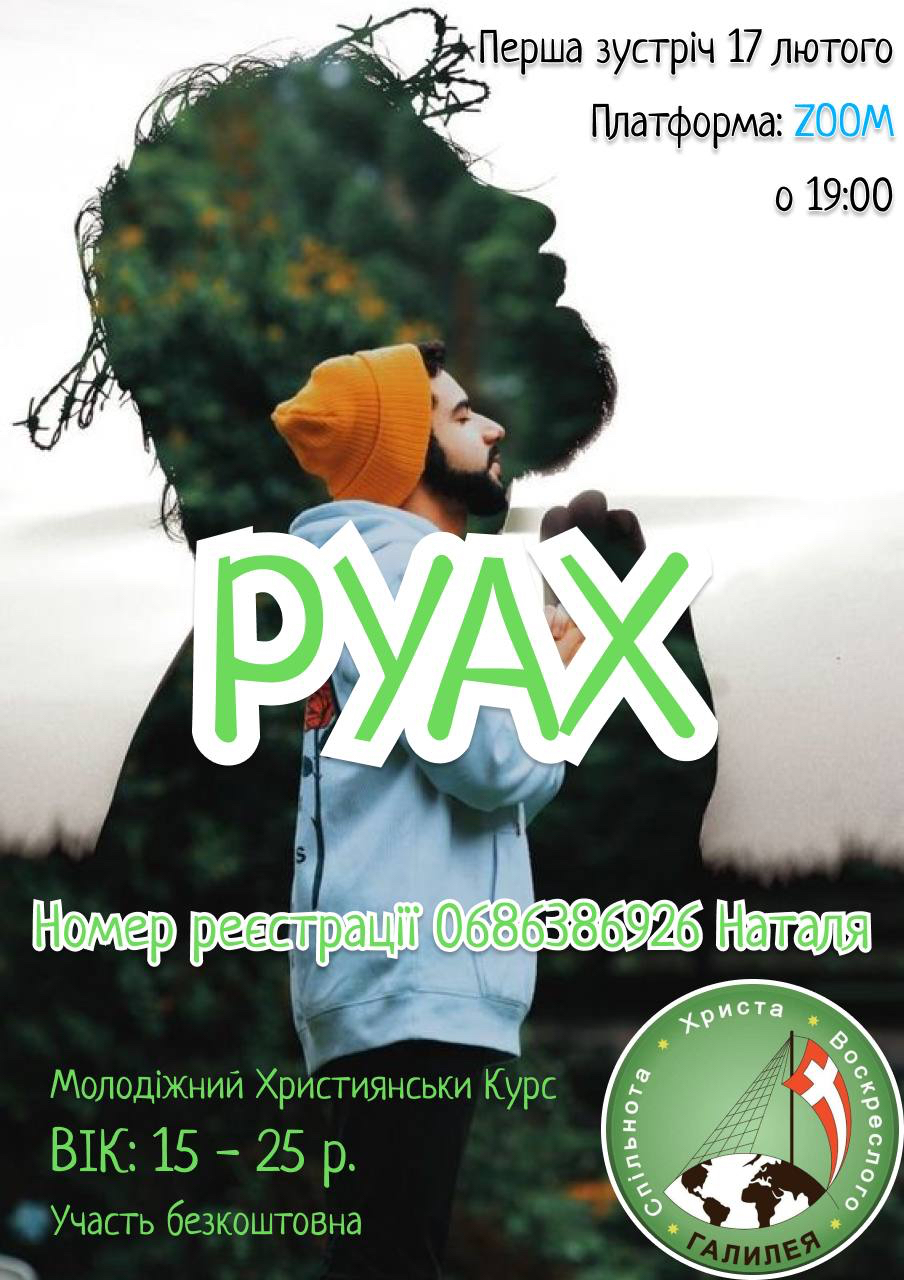 Перша зустріч 17 лютого
Платформа: ZOOM
о 19:00
РУАХ
Номер реєстрації 0686386926 Наталя
Молодіжний Християнськи Курс
ВІК: 15 - 25 р.
Участь безкоштовна
Спільнота Христа Воскреслого
ГАЛИЛЕЯ